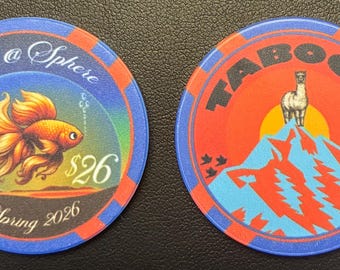 @ Sphere
$26
Spring 2026
TABOO